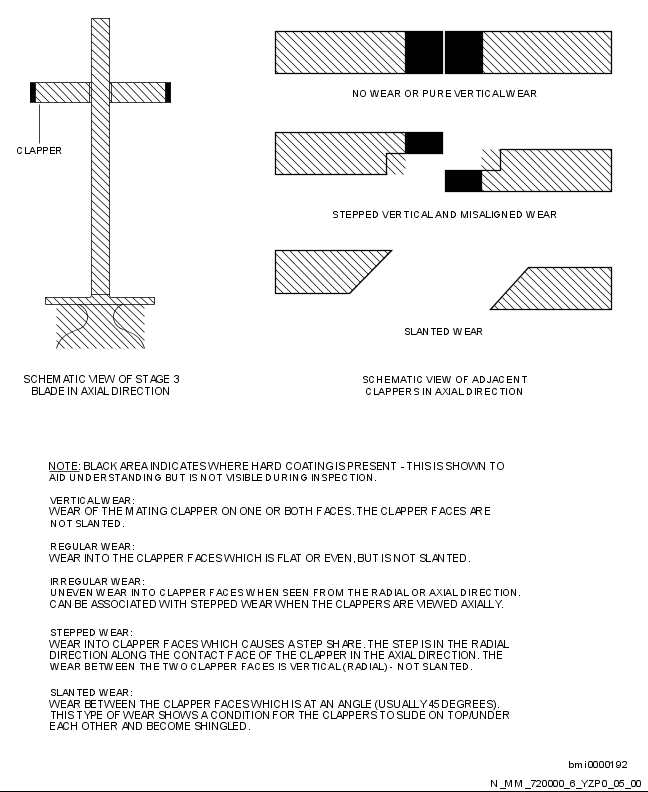 CLAPPER
NO WEAR OR PURE VERTICAL WEAR
STEPPED VERTICAL AND MISALIGNED WEAR
SLANTED WEAR
SCHEMATIC VIEW OF STAGE 3
BLADE IN AXIAL DIRECTION
SCHEMATIC VIEW OF ADJACENT
CLAPPERS IN AXIAL DIRECTION
NOTE: BLACK AREA INDICATES WHERE HARD COATING IS PRESENT - THIS IS SHOWN TO
AID UNDERSTANDING BUT IS NOT VISIBLE DURING INSPECTION.
VERTICAL WEAR:
WEAR OF THE MATING CLAPPER ON ONE OR BOTH FACES. THE CLAPPER FACES ARE
NOT SLANTED.
REGULAR WEAR:
WEAR INTO THE CLAPPER FACES WHICH IS FLAT OR EVEN, BUT IS NOT SLANTED.
IRREGULAR WEAR:
UNEVEN WEAR INTO CLAPPER FACES WHEN SEEN FROM THE RADIAL OR AXIAL DIRECTION.
CAN BE ASSOCIATED WITH STEPPED WEAR WHEN THE CLAPPERS ARE VIEWED AXIALLY.
STEPPED WEAR:
WEAR INTO CLAPPER FACES WHICH CAUSES A STEP SHARE. THE STEP IS IN THE RADIAL
DIRECTION ALONG THE CONTACT FACE OF THE CLAPPER IN THE AXIAL DIRECTION. THE
WEAR BETWEEN THE TWO CLAPPER FACES IS VERTICAL (RADIAL) - NOT SLANTED.
SLANTED WEAR:
WEAR BETWEEN THE CLAPPER FACES WHICH IS AT AN ANGLE (USUALLY 45 DEGREES).
THIS TYPE OF WEAR SHOWS A CONDITION FOR THE CLAPPERS TO SLIDE ON TOP/UNDER
EACH OTHER AND BECOME SHINGLED.
bmi0000192
N_MM_720000_6_YZP0_05_00